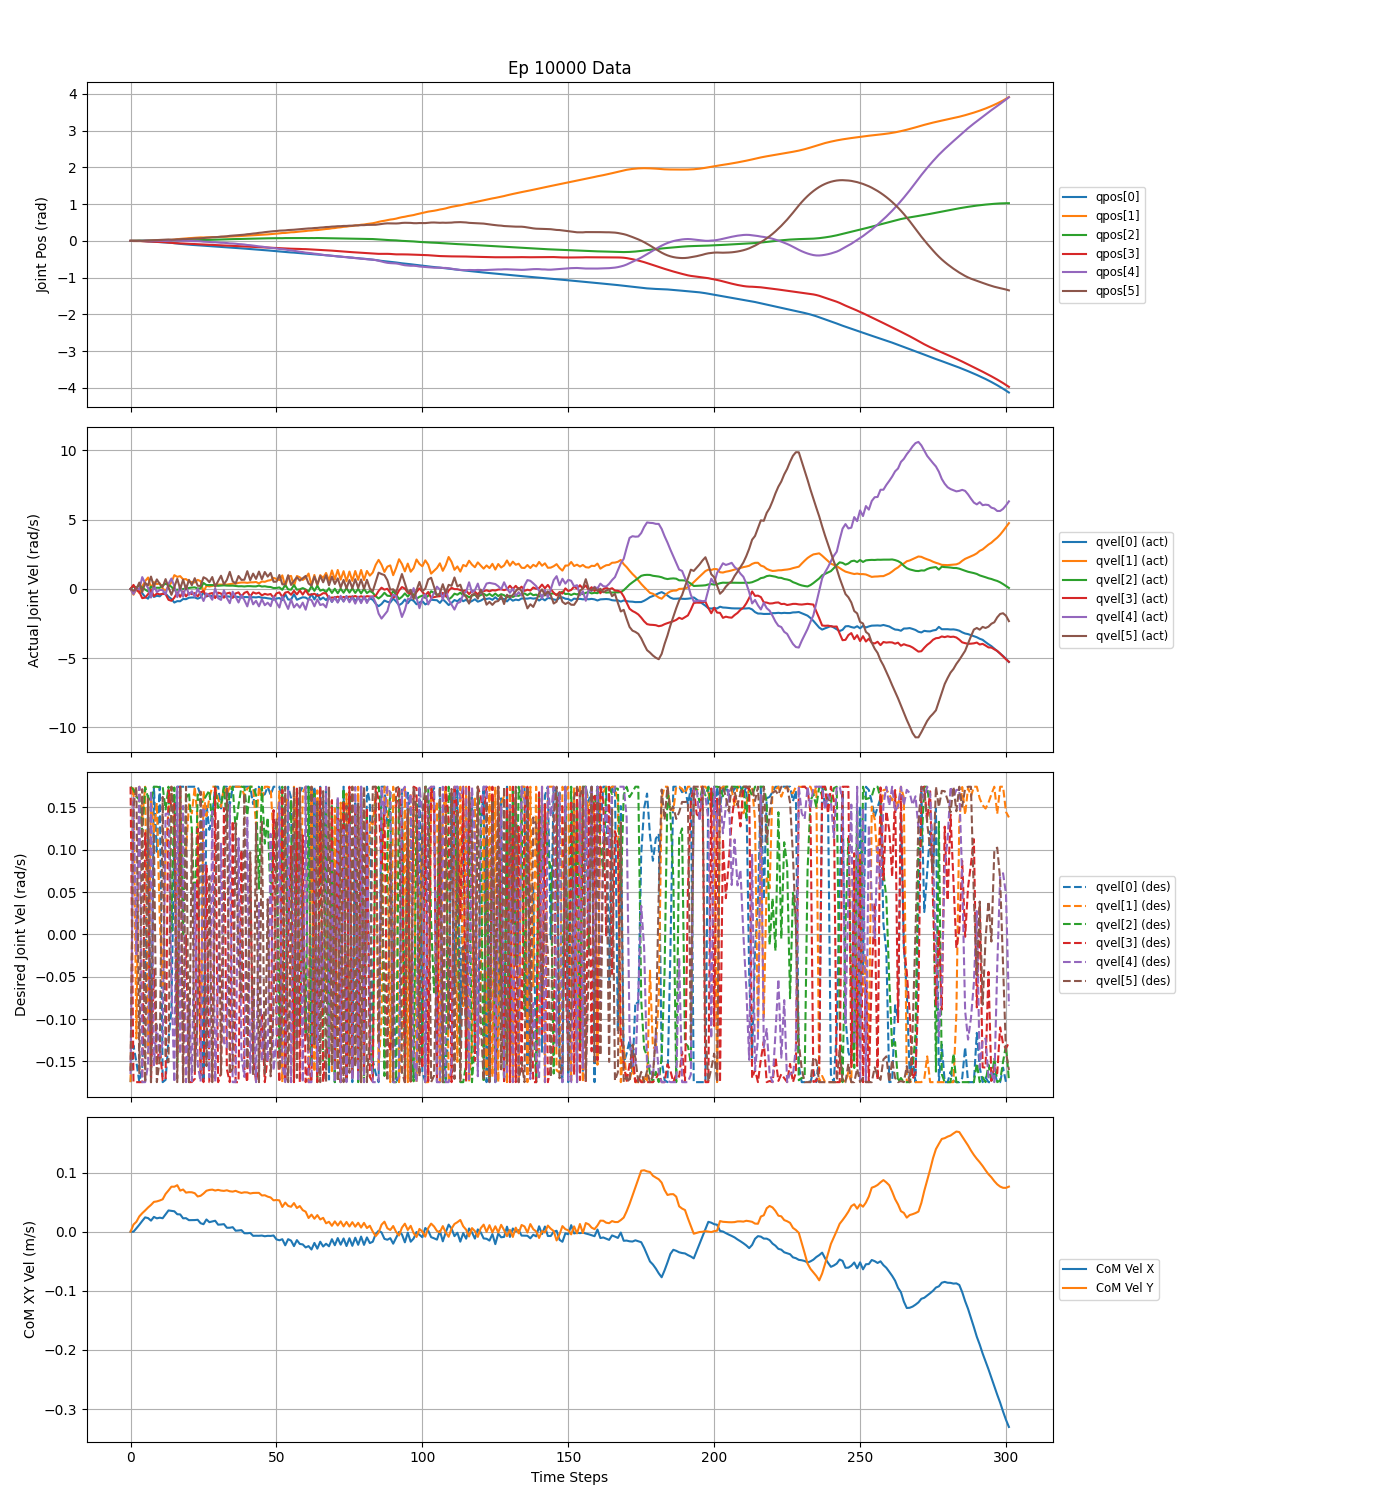 Ep 10000 Data
4
3
2
1
0
−1
−2
−3
−4
Joint Pos (rad)
qpos[0]
qpos[1]
qpos[2]
qpos[3]
qpos[4]
qpos[5]
10
5
0
−5
−10
Actual Joint Vel (rad/s)
qvel[0] (act)
qvel[1] (act)
qvel[2] (act)
qvel[3] (act)
qvel[4] (act)
qvel[5] (act)
0.15
0.10
0.05
0.00
−0.05
−0.10
−0.15
Desired Joint Vel (rad/s)
qvel[0] (des)
qvel[1] (des)
qvel[2] (des)
qvel[3] (des)
qvel[4] (des)
qvel[5] (des)
0.1
0.0
−0.1
−0.2
−0.3
CoM XY Vel (m/s)
CoM Vel X
CoM Vel Y
0 50 100 150 200 250 300
Time Steps